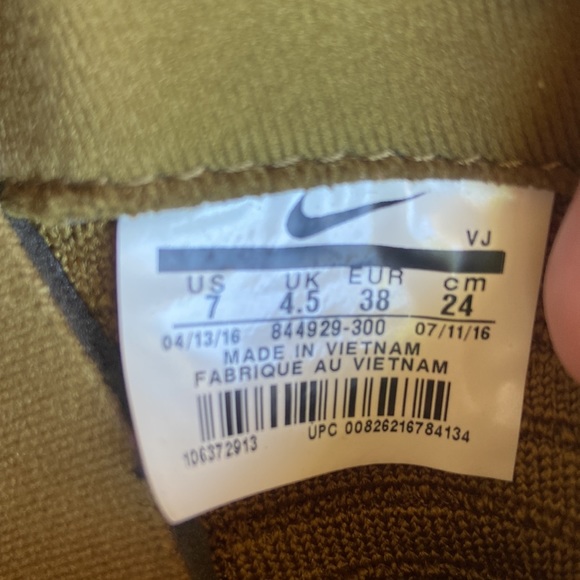 VJ
US UK EUR cm
7 4.5 38 24
04/13/16 844929-300 07/11/16
MADE IN VIETNAM
FABRIQUE AU VIETNAM
106372913 UPC 00826216784134